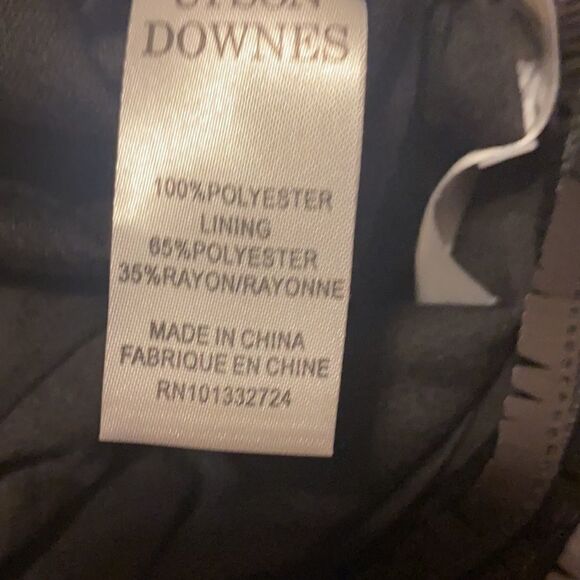 DOWNES
100%POLYESTER
LINING
65%POLYESTER
35%RAYON/RAYONNE
MADE IN CHINA
FABRIQUE EN CHINE
RN101332724